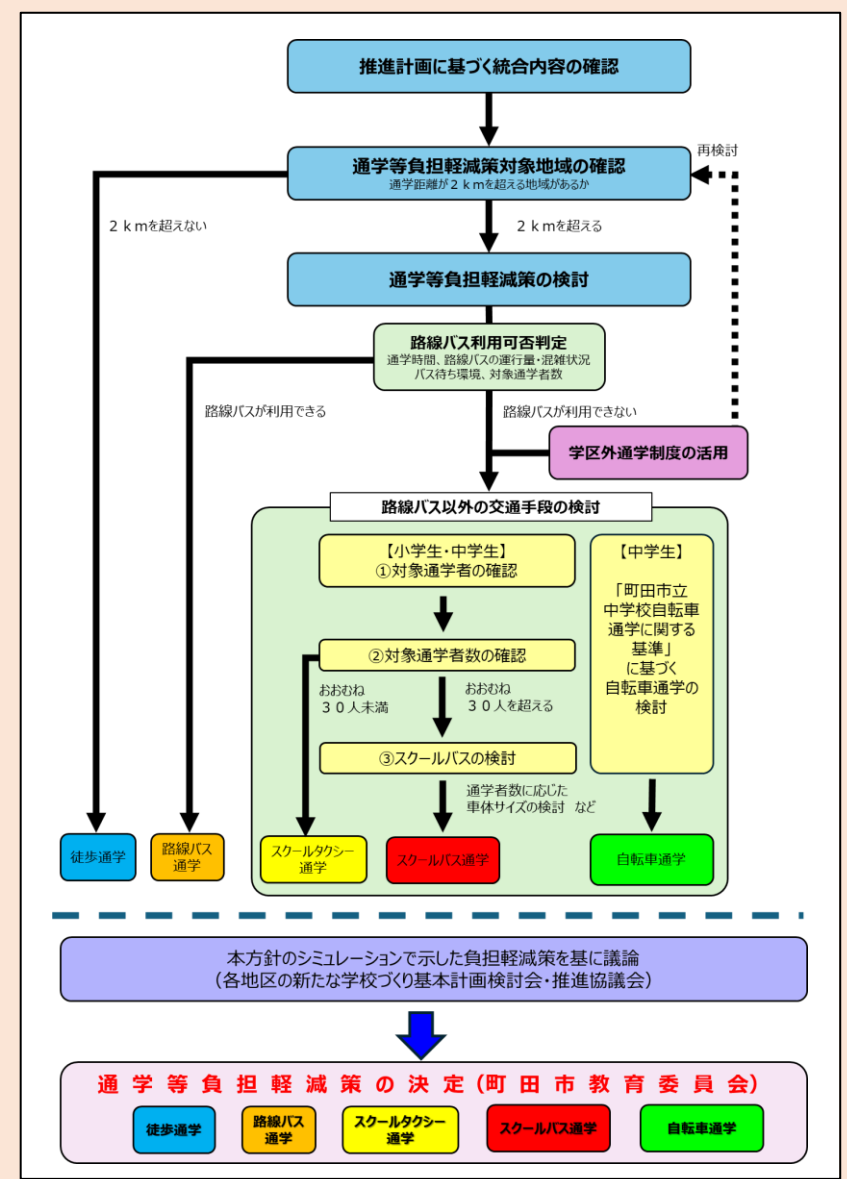 推進計画に基づく統合内容の確認
通学等負担軽減策対象地域の確認
通学距離が２ｋｍを超える地域があるか
再検討
２ｋｍを超えない
２ｋｍを超える
通学等負担軽減策の検討
路線バス利用可否判定
通学時間、路線バスの運行量・混雑状況
バス待ち環境、対象通学者数
路線バスが利用できる
路線バスが利用できない
学区外通学制度の活用
路線バス以外の交通手段の検討
【小学生・中学生】
①対象通学者の確認
②対象通学者数の確認
おおむね
３０人未満
おおむね
３０人を超える
③スクールバスの検討
通学者数に応じた
車体サイズの検討 など
【中学生】
「町田市立
中学校自転車
通学に関する
基準」
に基づく
自転車通学の
検討
徒歩通学
路線バス
通学
スクールタクシー
通学
スクールバス通学
自転車通学
本方針のシミュレーションで示した負担軽減策を基に議論
（各地区の新たな学校づくり基本計画検討会・推進協議会）
通学等負担軽減策の決定(町田市教育委員会)
徒歩通学
路線バス
通学
スクールタクシー
通学
スクールバス通学
自転車通学